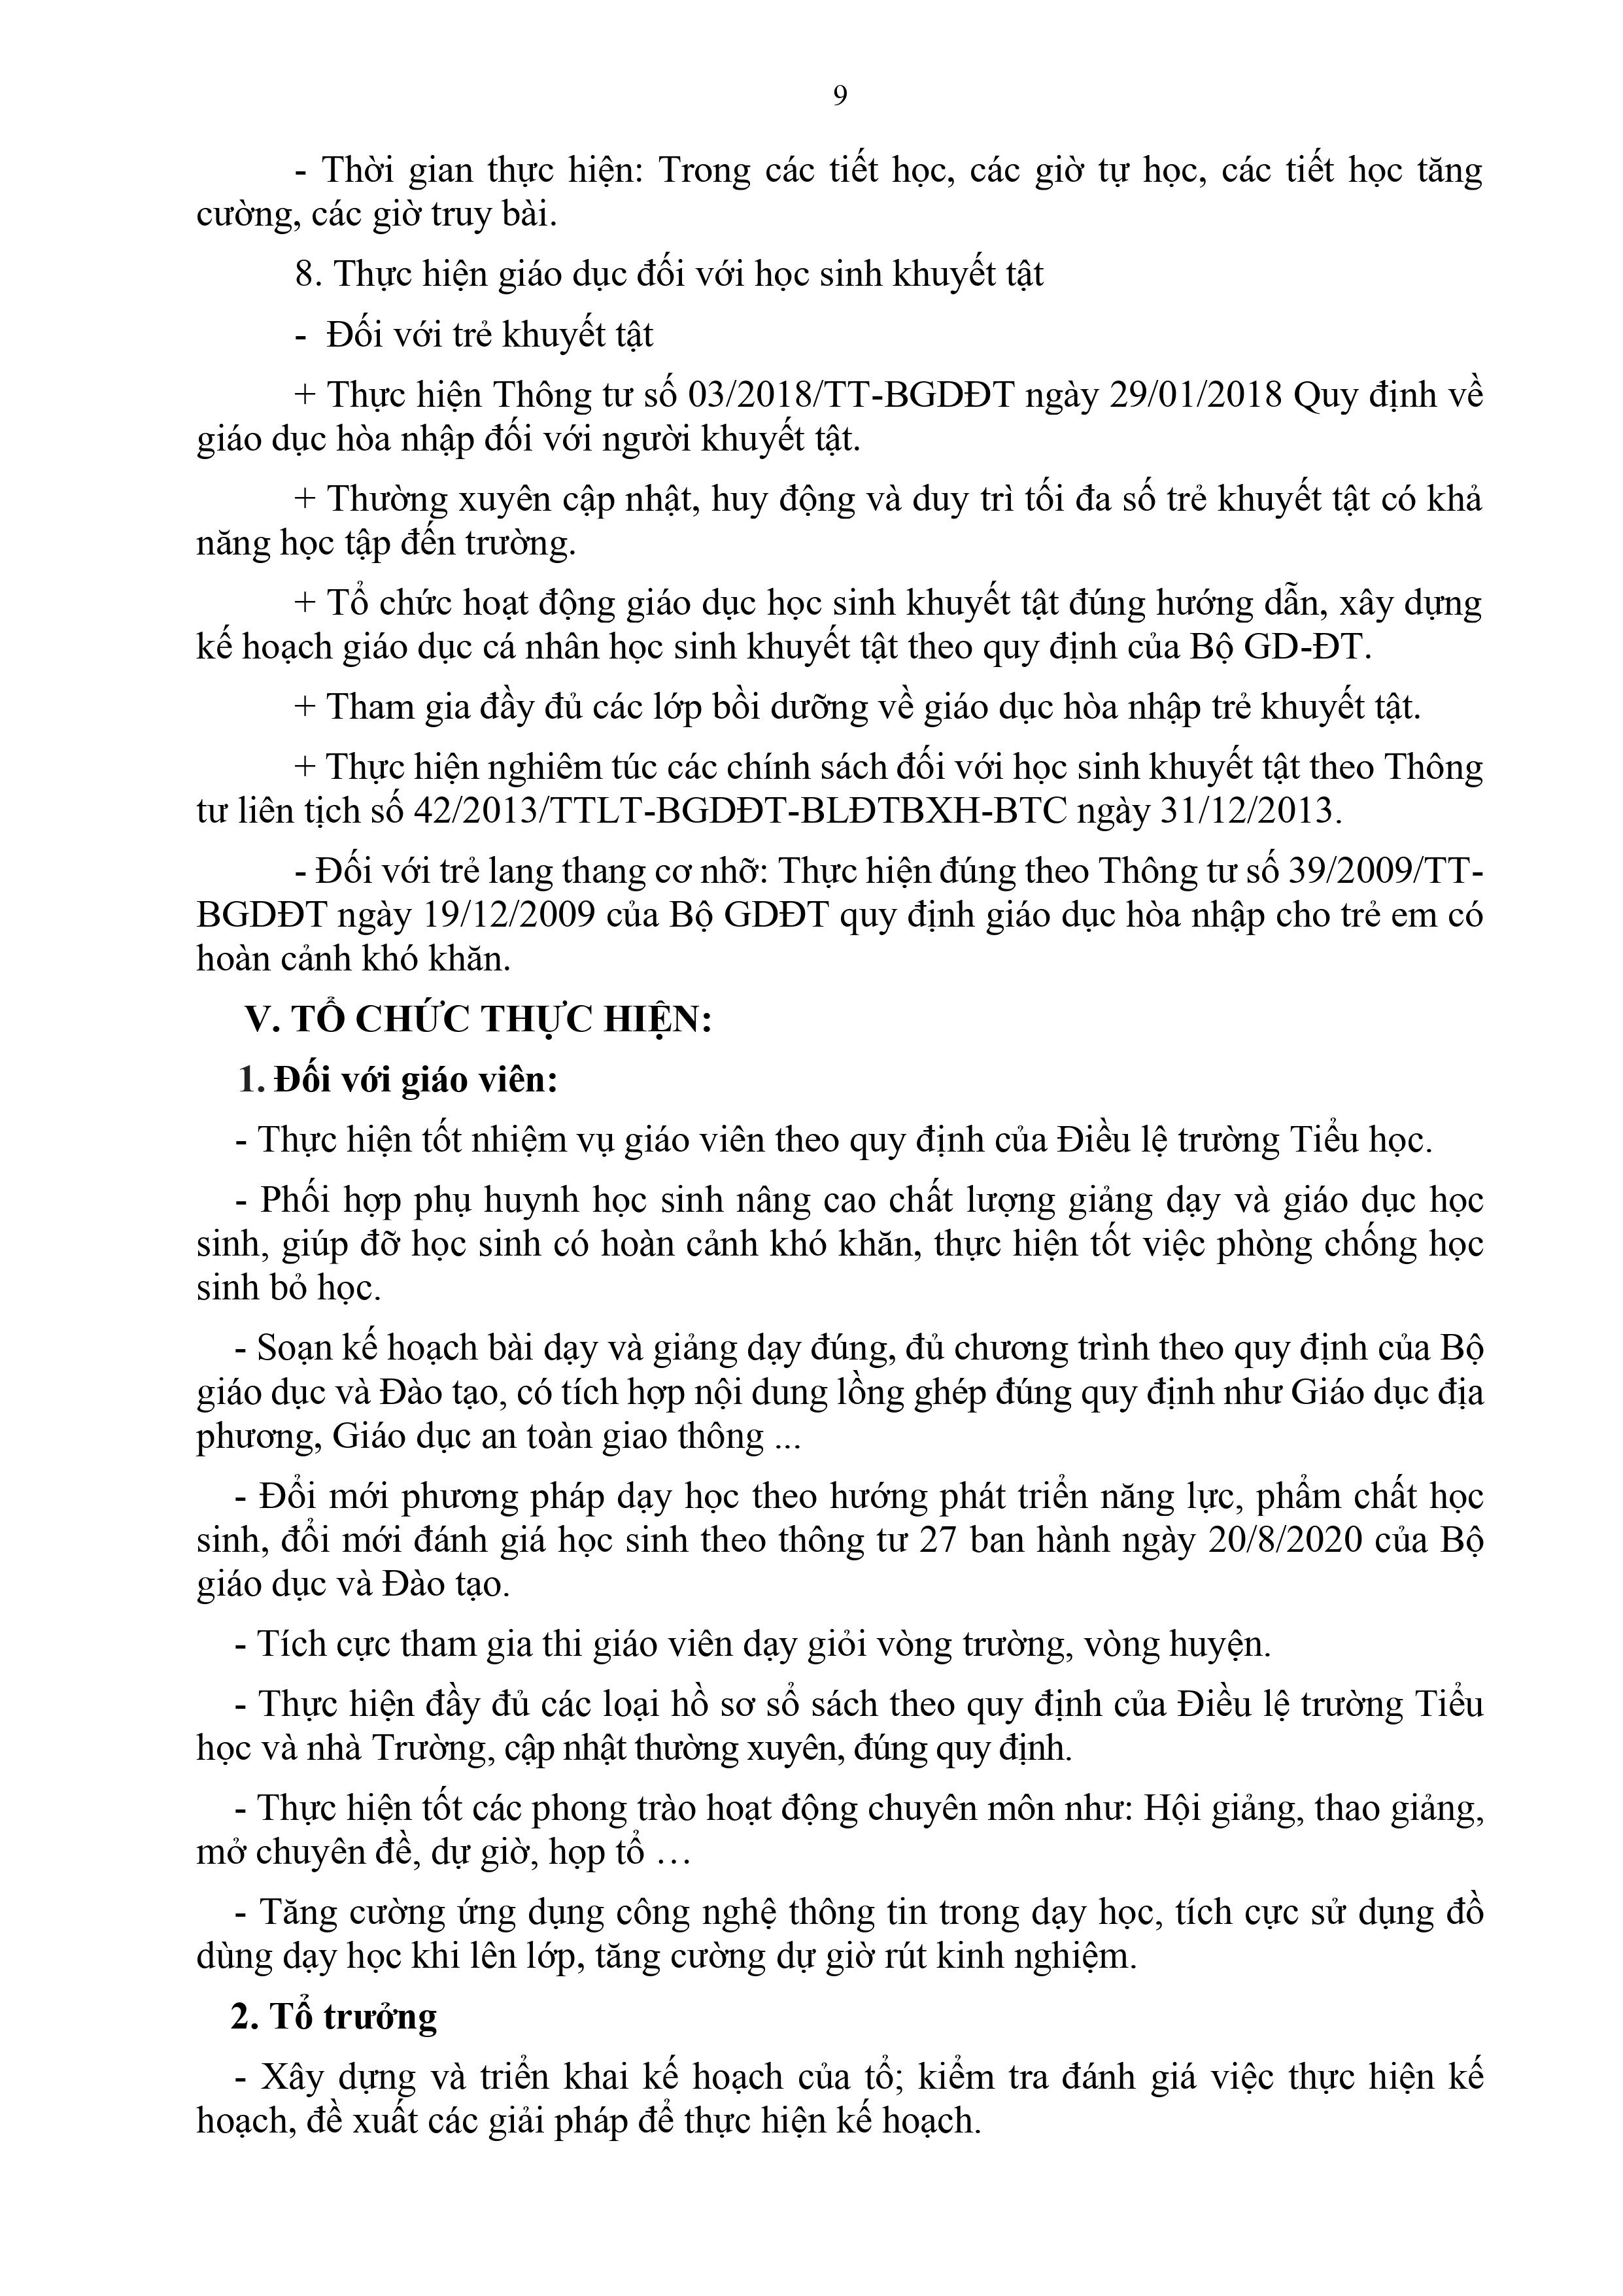 9
- Thời gian thực hiện: Trong các tiết học, các giờ tự học, các tiết học tăng
cường, các giờ truy bài.
8. Thực hiện giáo dục đối với học sinh khuyết tật
- Đối với trẻ khuyết tật
+ Thực hiện Thông tư số 03/2018/TT-BGDĐT ngày 29/01/2018 Quy định về
giáo dục hòa nhập đối với người khuyết tật.
+ Thường xuyên cập nhật, huy động và duy trì tối đa số trẻ khuyết tật có khả
năng học tập đến trường.
+ Tổ chức hoạt động giáo dục học sinh khuyết tật đúng hướng dẫn, xây dựng
kế hoạch giáo dục cá nhân học sinh khuyết tật theo quy định của Bộ GD-ĐT.
+ Tham gia đầy đủ các lớp bồi dưỡng về giáo dục hòa nhập trẻ khuyết tật.
+ Thực hiện nghiêm túc các chính sách đối với học sinh khuyết tật theo Thông
tư liên tịch số 42/2013/TTLT-BGDĐT-BLĐTBXH-BTC ngày 31/12/2013.
- Đối với trẻ lang thang cơ nhỡ: Thực hiện đúng theo Thông tư số 39/2009/TT-
BGDĐT ngày 19/12/2009 của Bộ GDĐT quy định giáo dục hòa nhập cho trẻ em có
hoàn cảnh khó khăn.
V. TỔ CHỨC THỰC HIỆN:
1. Đối với giáo viên:
- Thực hiện tốt nhiệm vụ giáo viên theo quy định của Điều lệ trường Tiểu học.
- Phối hợp phụ huynh học sinh nâng cao chất lượng giảng dạy và giáo dục học
sinh, giúp đỡ học sinh có hoàn cảnh khó khăn, thực hiện tốt việc phòng chống học
sinh bỏ học.
- Soạn kế hoạch bài dạy và giảng dạy đúng, đủ chương trình theo quy định của Bộ
giáo dục và Đào tạo, có tích hợp nội dung lồng ghép đúng quy định như Giáo dục địa
phương, Giáo dục an toàn giao thông ...
- Đổi mới phương pháp dạy học theo hướng phát triển năng lực, phẩm chất học
sinh, đổi mới đánh giá học sinh theo thông tư 27 ban hành ngày 20/8/2020 của Bộ
giáo dục và Đào tạo.
- Tích cực tham gia thi giáo viên dạy giỏi vòng trường, vòng huyện.
- Thực hiện đầy đủ các loại hồ sơ sổ sách theo quy định của Điều lệ trường Tiểu
học và nhà Trường, cập nhật thường xuyên, đúng quy định.
- Thực hiện tốt các phong trào hoạt động chuyên môn như: Hội giảng, thao giảng,
mở chuyên đề, dự giờ, họp tổ …
- Tăng cường ứng dụng công nghệ thông tin trong dạy học, tích cực sử dụng đồ
dùng dạy học khi lên lớp, tăng cường dự giờ rút kinh nghiệm.
2. Tổ trưởng
- Xây dựng và triển khai kế hoạch của tổ; kiểm tra đánh giá việc thực hiện kế
hoạch, đề xuất các giải pháp để thực hiện kế hoạch.